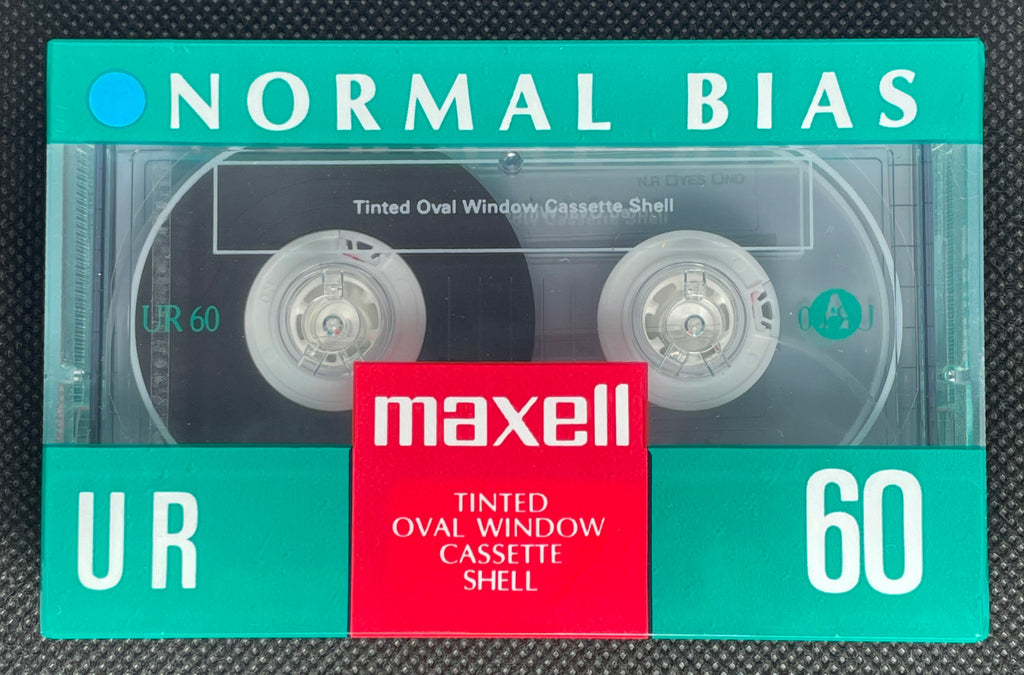 NORMAL BIAS
N.R YES NO
Tinted Oval Window Cassette Shell
UR 60
A
maxell
TINTED
OVAL WINDOW
CASSETTE
SHELL
UR
60